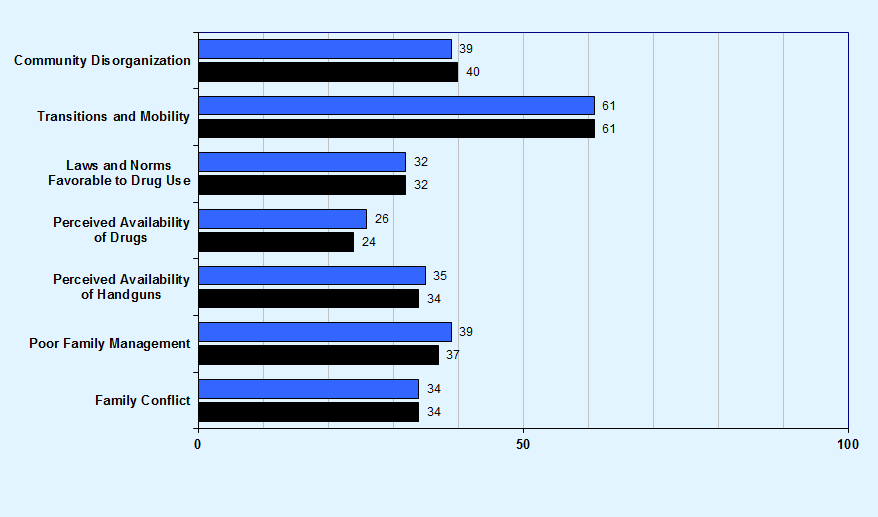 Community Disorganization
39
40
Transitions and Mobility
61
61
Laws and Norms
Favorable to Drug Use
32
32
Perceived Availability
of Drugs
26
24
Perceived Availability
of Handguns
35
34
Poor Family Management
39
37
Family Conflict
34
34
0 50 100